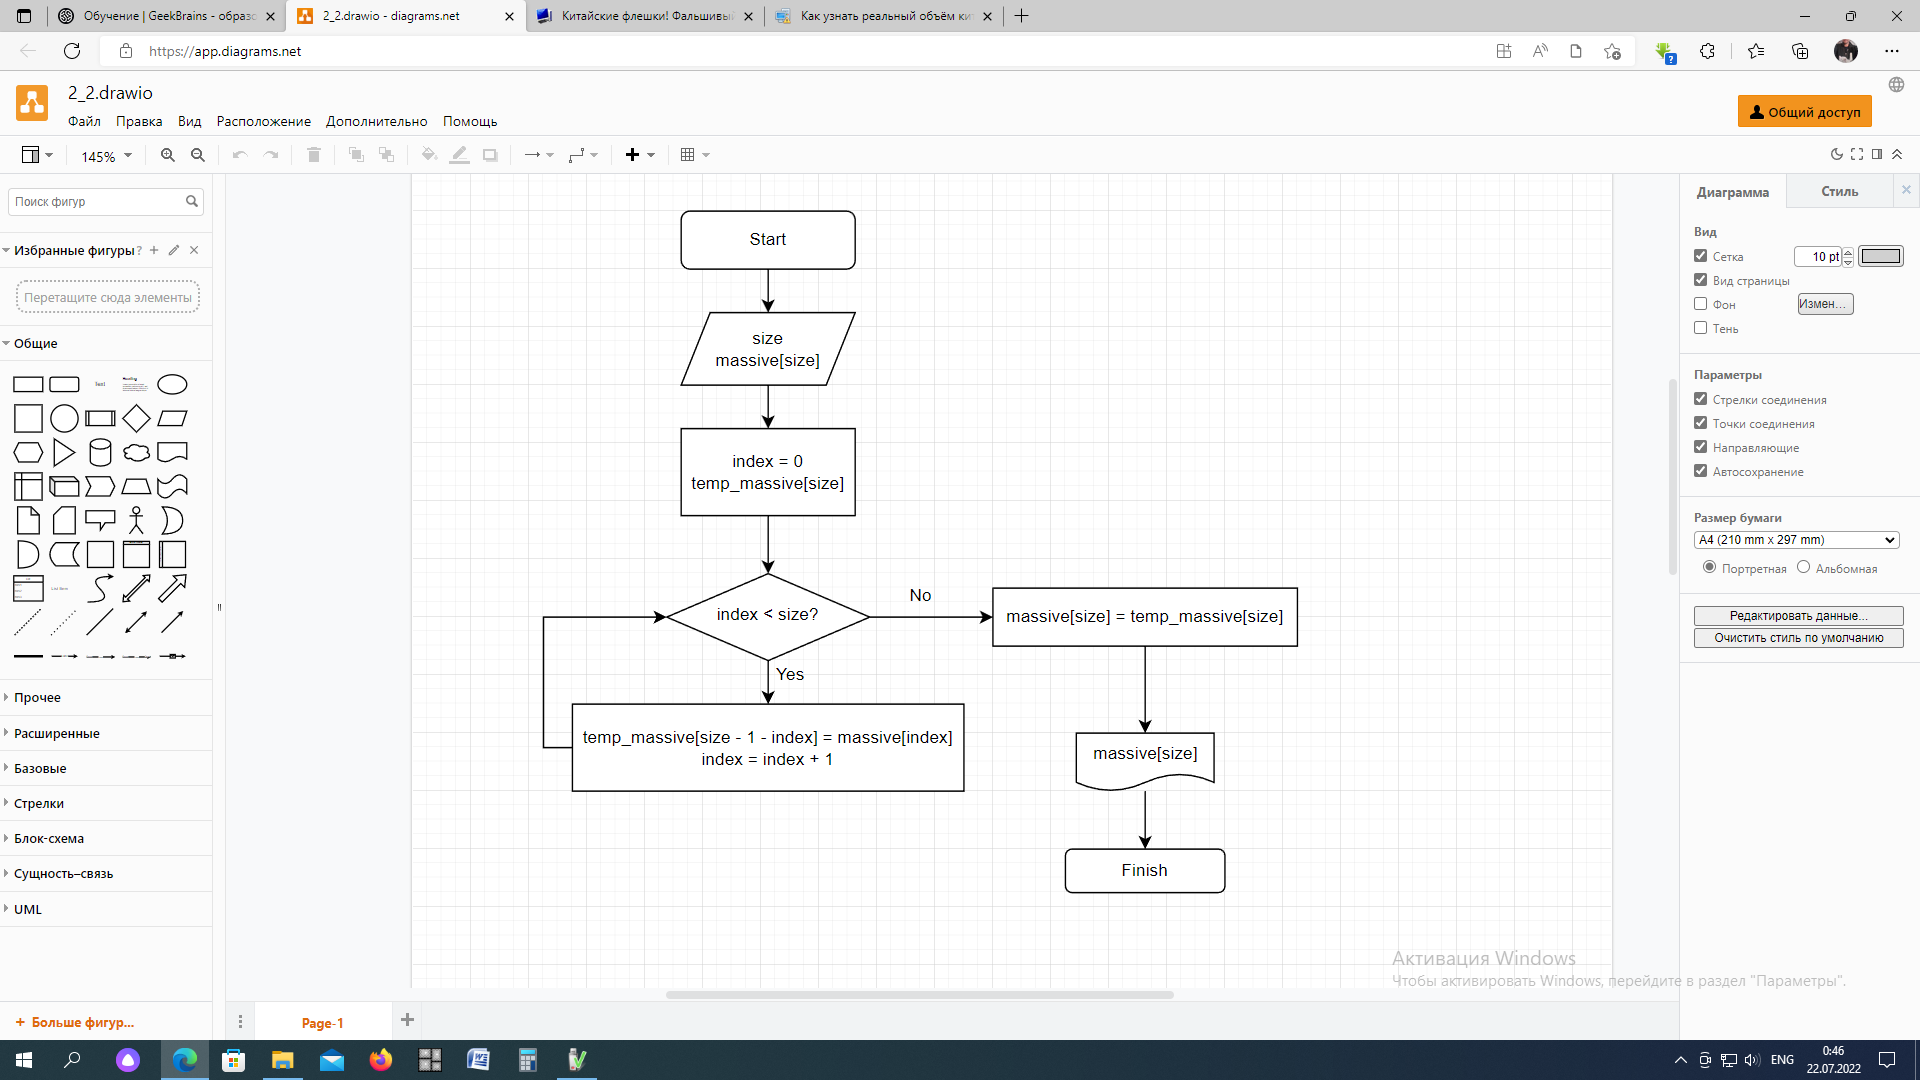 Обучение | GeekBrains - образо
2_2.drawio - diagrams.net
Китайские флешки! Фальшивый
Как узнать реальный объём ки
https://app.diagrams.net
2_2.drawio
Файл Правка Вид Расположение Дополнительно Помощь
Общий доступ
145%
Поиск фигур
Избранные фигуры ?
Перетащите сюда элементы
Общие
Text
Heading
Прочее
Расширенные
Базовые
Стрелки
Блок-схема
Сущность–связь
UML
+ Больше фигур...
Start
size
massive[size]
index = 0
temp_massive[size]
index < size?
No
Yes
massive[size] = temp_massive[size]
temp_massive[size - 1 - index] = massive[index]
index = index + 1
massive[size]
Finish
Диаграмма
Стиль
Вид
Сетка
10 pt
Вид страницы
Фон
Измен...
Тень
Параметры
Стрелки соединения
Точки соединения
Направляющие
Автосохранение
Размер бумаги
A4 (210 mm x 297 mm)
Портретная
Альбомная
Редактировать данные...
Очистить стиль по умолчанию
Активация Windows
Чтобы активировать Windows, перейдите в раздел "Параметры".
Page-1
ENG
0:46
22.07.2022